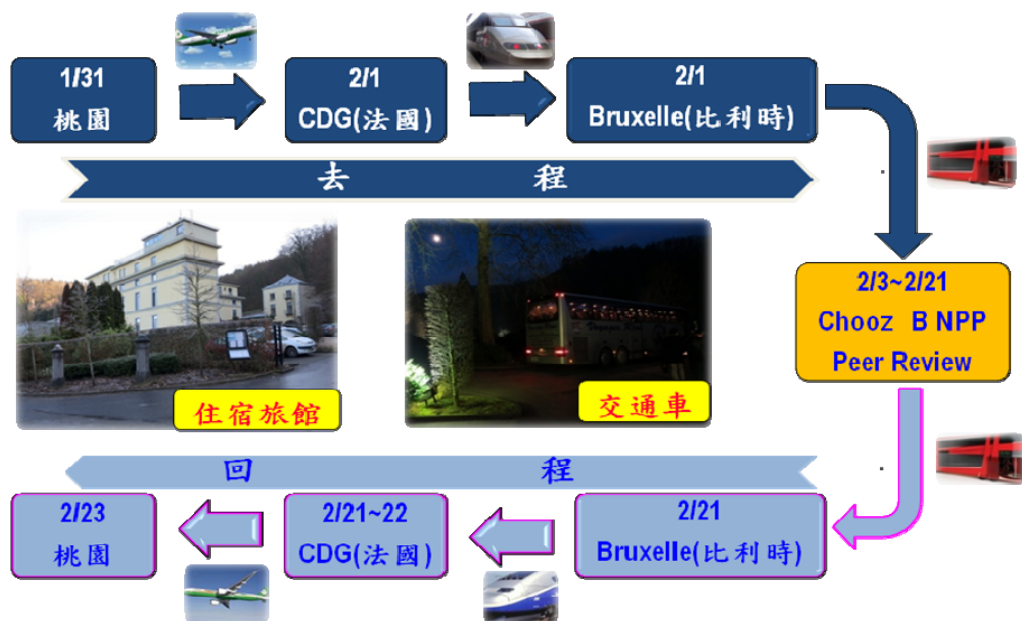 1/31
桃園
2/1
CDG(法國)
2/1
Bruxelle(比利時)
去 程
2/3~2/21
Chooz B NPP
Peer Review
住宿旅館
交通車
回 程
2/23
桃園
2/21~22
CDG(法國)
2/21
Bruxelle(比利時)